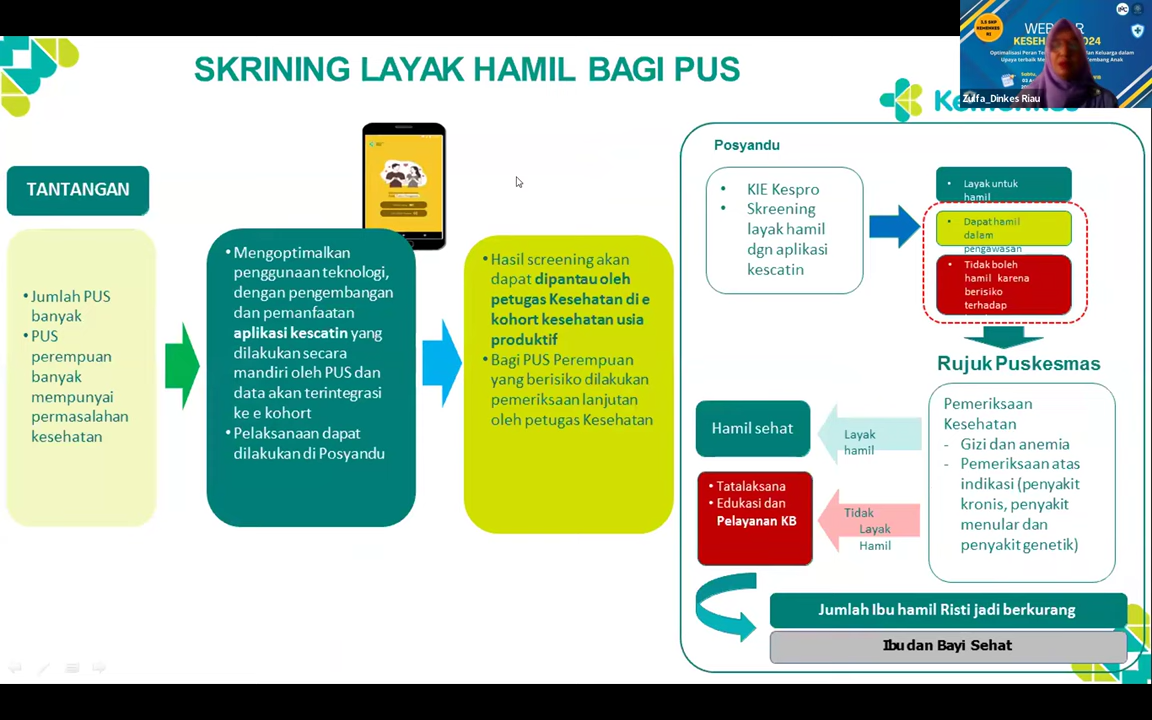 SKRINING LAYAK HAMIL BAGI PUS
WEB
KESEH
2024
Zulfa_Dinkes Riau
TANTANGAN
• Jumlah PUS
banyak
• PUS
perempuan
banyak
mempunyai
permasalahan
kesehatan
• Mengoptimalkan
penggunaan teknologi,
dengan pengembangan
dan pemanfaatan
aplikasi kescatin yang
dilakukan secara
mandiri oleh PUS dan
data akan terintegrasi
ke e kohort
• Pelaksanaan dapat
dilakukan di Posyandu
• Hasil screening akan
dapat dipantau oleh
petugas Kesehatan di e
kohort kesehatan usia
produktif
• Bagi PUS Perempuan
yang berisiko dilakukan
pemeriksaan lanjutan
oleh petugas Kesehatan
Posyandu
• KIE Kespro
• Skreening
layak hamil
dgn aplikasi
kescatin
• Layak untuk
hamil
• Dapat hamil
dalam
pengawasan
• Tidak boleh
hamil karena
berisiko
terhadap
Rujuk Puskesmas
Pemeriksaan
Kesehatan
- Gizi dan anemia
- Pemeriksaan atas
indikasi (penyakit
kronis, penyakit
menular dan
penyakit genetik)
Layak
hamil
Hamil sehat
Tidak
Layak
Hamil
• Tatalaksana
• Edukasi dan
Pelayanan KB
Jumlah Ibu hamil Risti jadi berkurang
Ibu dan Bayi Sehat